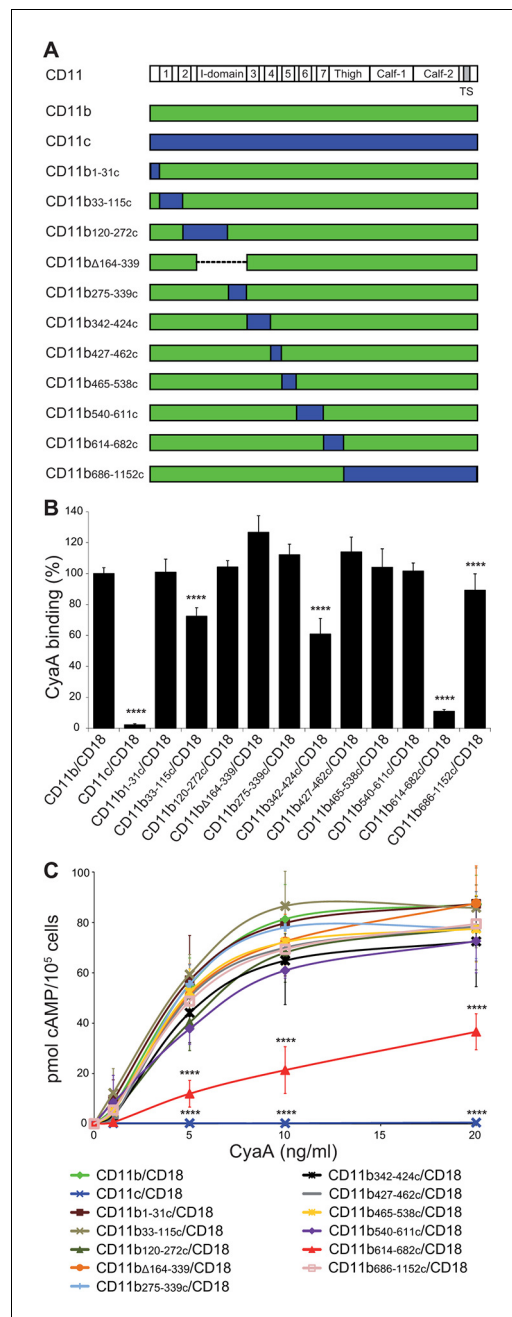 A
CD11
1 2 I-domain 3 4 5 6 7 Thigh Calf-1 Calf-2
TS
CD11b
CD11c
CD11b1-31c
CD11b33-115c
CD11b120-272c
CD11bΔ164-339
CD11b275-339c
CD11b342-424c
CD11b427-462c
CD11b465-538c
CD11b540-611c
CD11b614-682c
CD11b686-1152c
B
CyaA binding (%)
140
120
100
80
60
40
20
0
**** **** **** **** ****
CD11b/CD18
CD11c/CD18
CD11b1-31c/CD18
CD11b33-115c/CD18
CD11b120-272c/CD18
CD11bΔ164-339/CD18
CD11b275-339c/CD18
CD11b342-424c/CD18
CD11b427-462c/CD18
CD11b465-538c/CD18
CD11b540-611c/CD18
CD11b614-682c/CD18
CD11b686-1152c/CD18
C
pmol cAMP/10⁵ cells
100
80
60
40
20
0
**** **** ****
**** **** ****
0 5 10 15 20
CyaA (ng/ml)
CD11b/CD18
CD11c/CD18
CD11b1-31c/CD18
CD11b33-115c/CD18
CD11b120-272c/CD18
CD11bΔ164-339/CD18
CD11b275-339c/CD18
CD11b342-424c/CD18
CD11b427-462c/CD18
CD11b465-538c/CD18
CD11b540-611c/CD18
CD11b614-682c/CD18
CD11b686-1152c/CD18